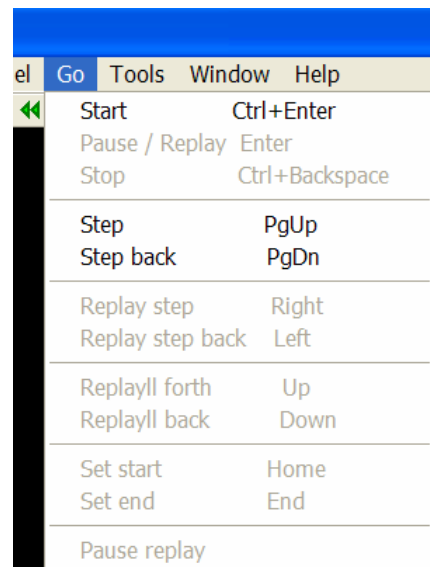 el Go Tools Window Help
Start Ctrl+Enter
Pause / Replay Enter
Stop Ctrl+Backspace
Step PgUp
Step back PgDn
Replay step Right
Replay step back Left
Replayll forth Up
Replayll back Down
Set start Home
Set end End
Pause replay